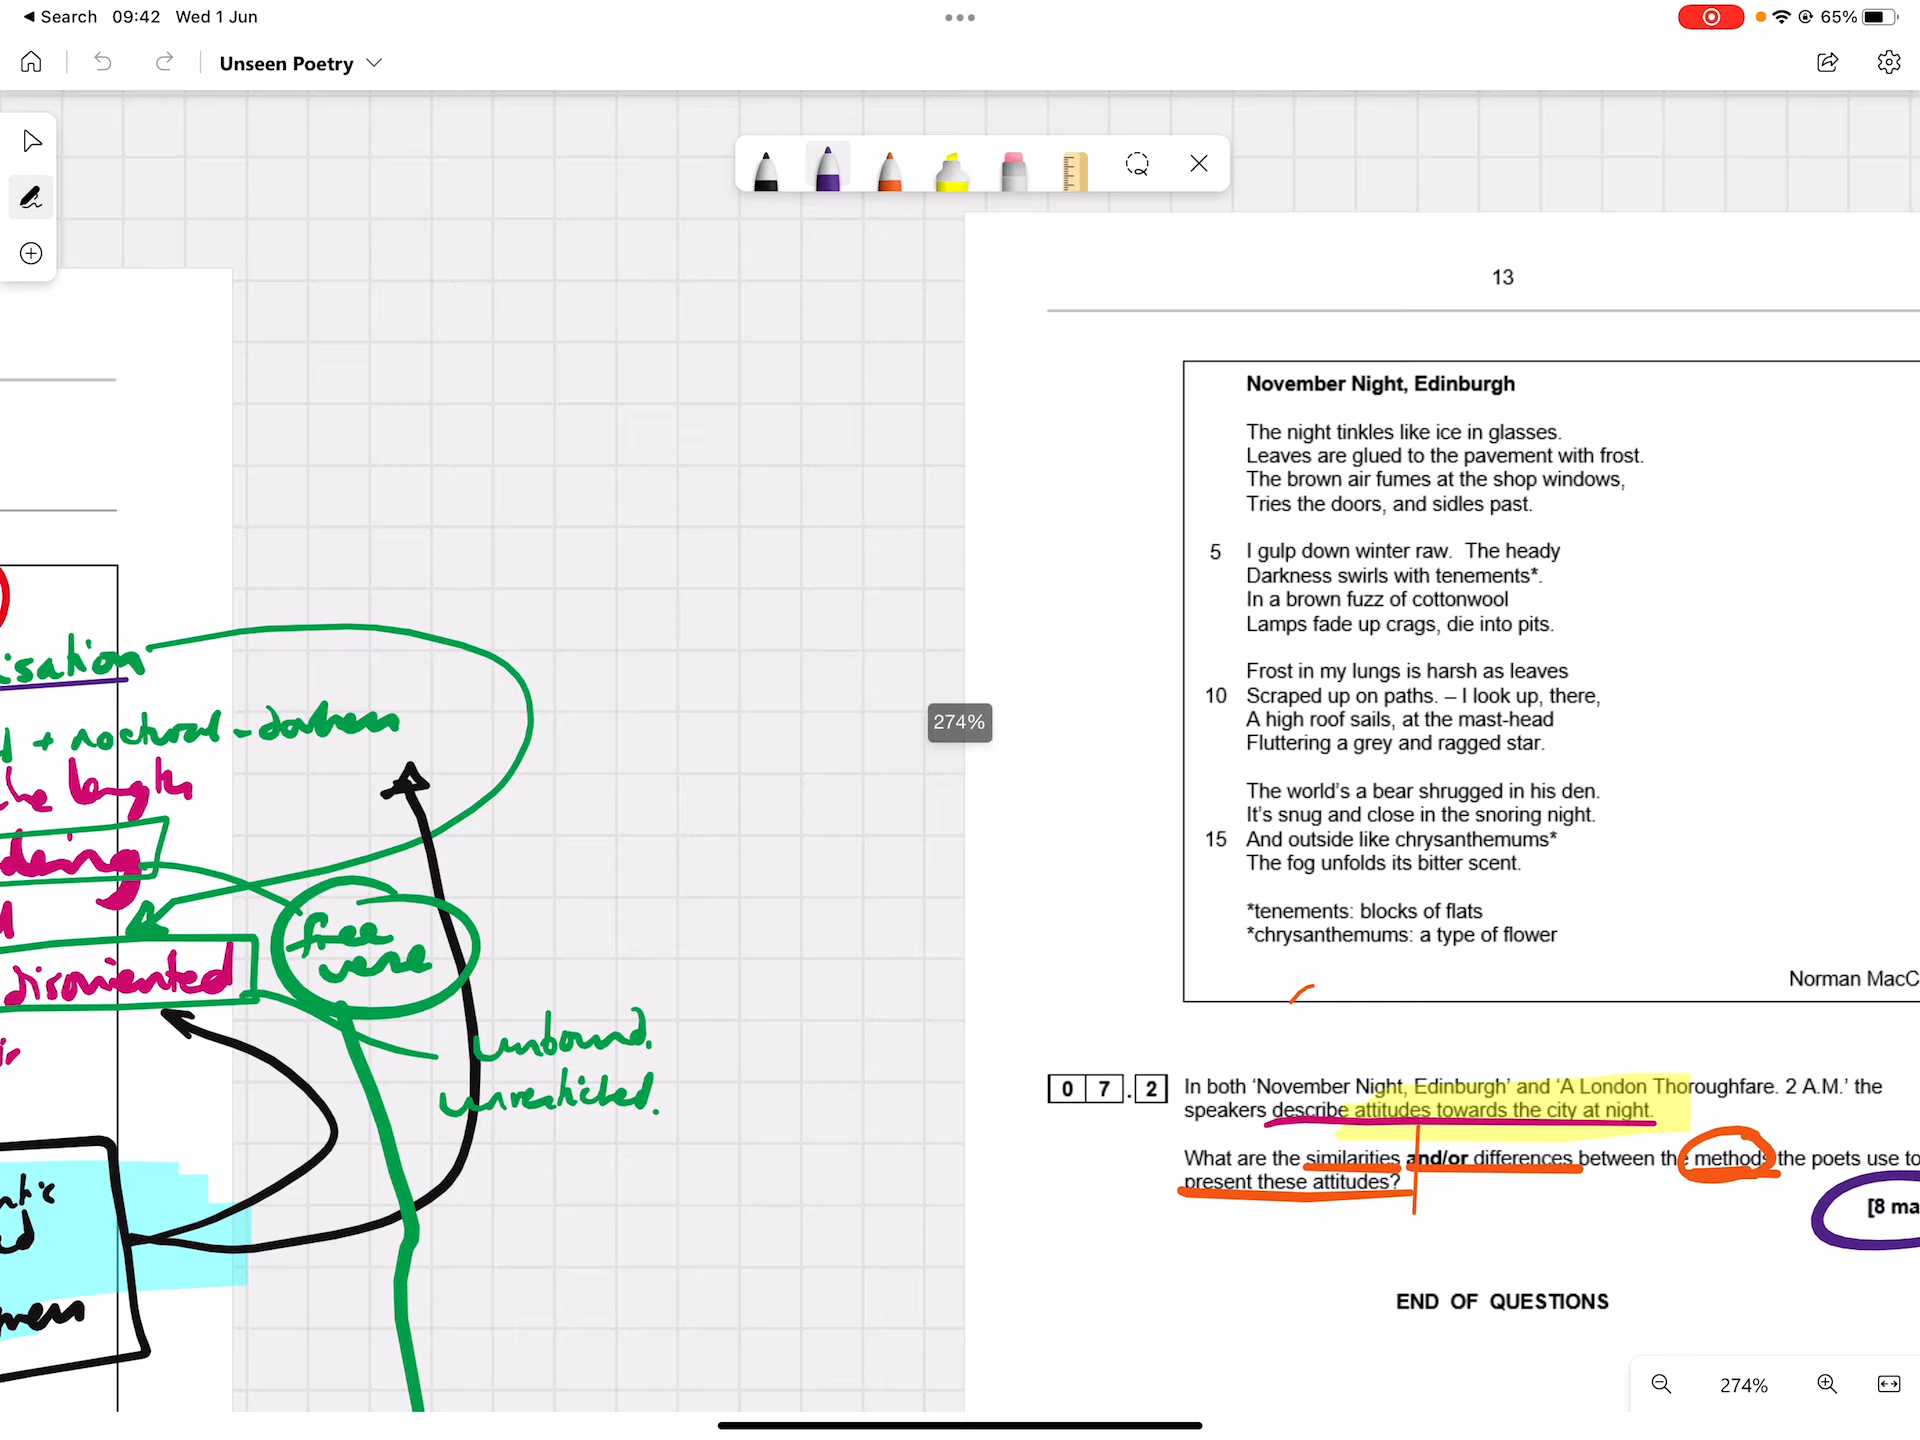 Search 09:42 Wed 1 Jun
65%
Unseen Poetry
13
November Night, Edinburgh
The night tinkles like ice in glasses.
Leaves are glued to the pavement with frost.
The brown air fumes at the shop windows,
Tries the doors, and sidles past.
5 I gulp down winter raw. The heady
Darkness swirls with tenements*.
In a brown fuzz of cottonwool
Lamps fade up crags, die into pits.
Frost in my lungs is harsh as leaves
10 Scraped up on paths. – I look up, there,
A high roof sails, at the mast-head
Fluttering a grey and ragged star.
The world's a bear shrugged in his den.
It's snug and close in the snoring night.
15 And outside like chrysanthemums*
The fog unfolds its bitter scent.
*tenements: blocks of flats
*chrysanthemums: a type of flower
Norman MacC
07.2 In both 'November Night, Edinburgh' and 'A London Thoroughfare. 2 A.M.' the
speakers describe attitudes towards the city at night.
What are the similarities and/or differences between the methods the poets use to
present these attitudes?
[8 ma
END OF QUESTIONS
274%
274%
isation
+ noctural -
the length
disoriented
free
verse
unbound.
unrestricted.